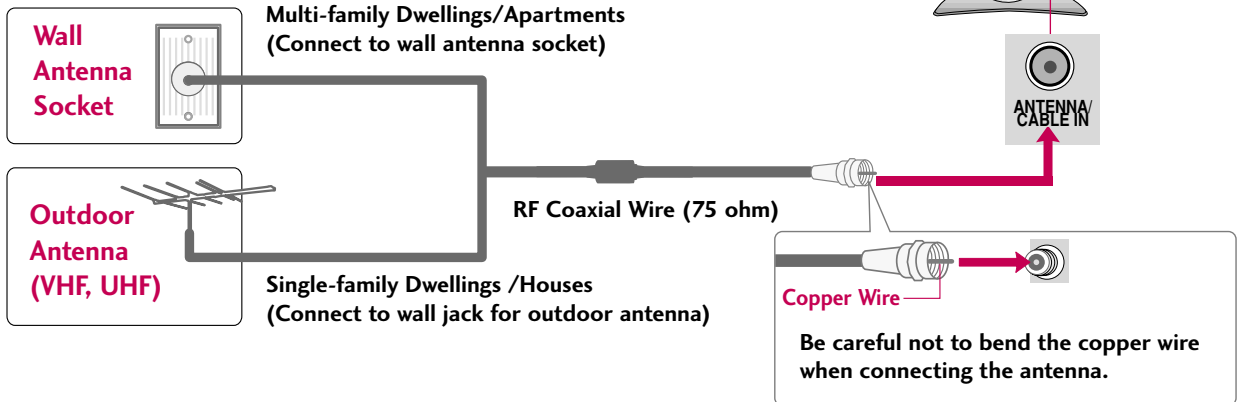 Multi-family Dwellings/Apartments
(Connect to wall antenna socket)
Wall
Antenna
Socket
ANTENNA/
CABLE IN
RF Coaxial Wire (75 ohm)
Outdoor
Antenna
(VHF, UHF)
Single-family Dwellings /Houses
(Connect to wall jack for outdoor antenna)
Copper Wire
Be careful not to bend the copper wire
when connecting the antenna.